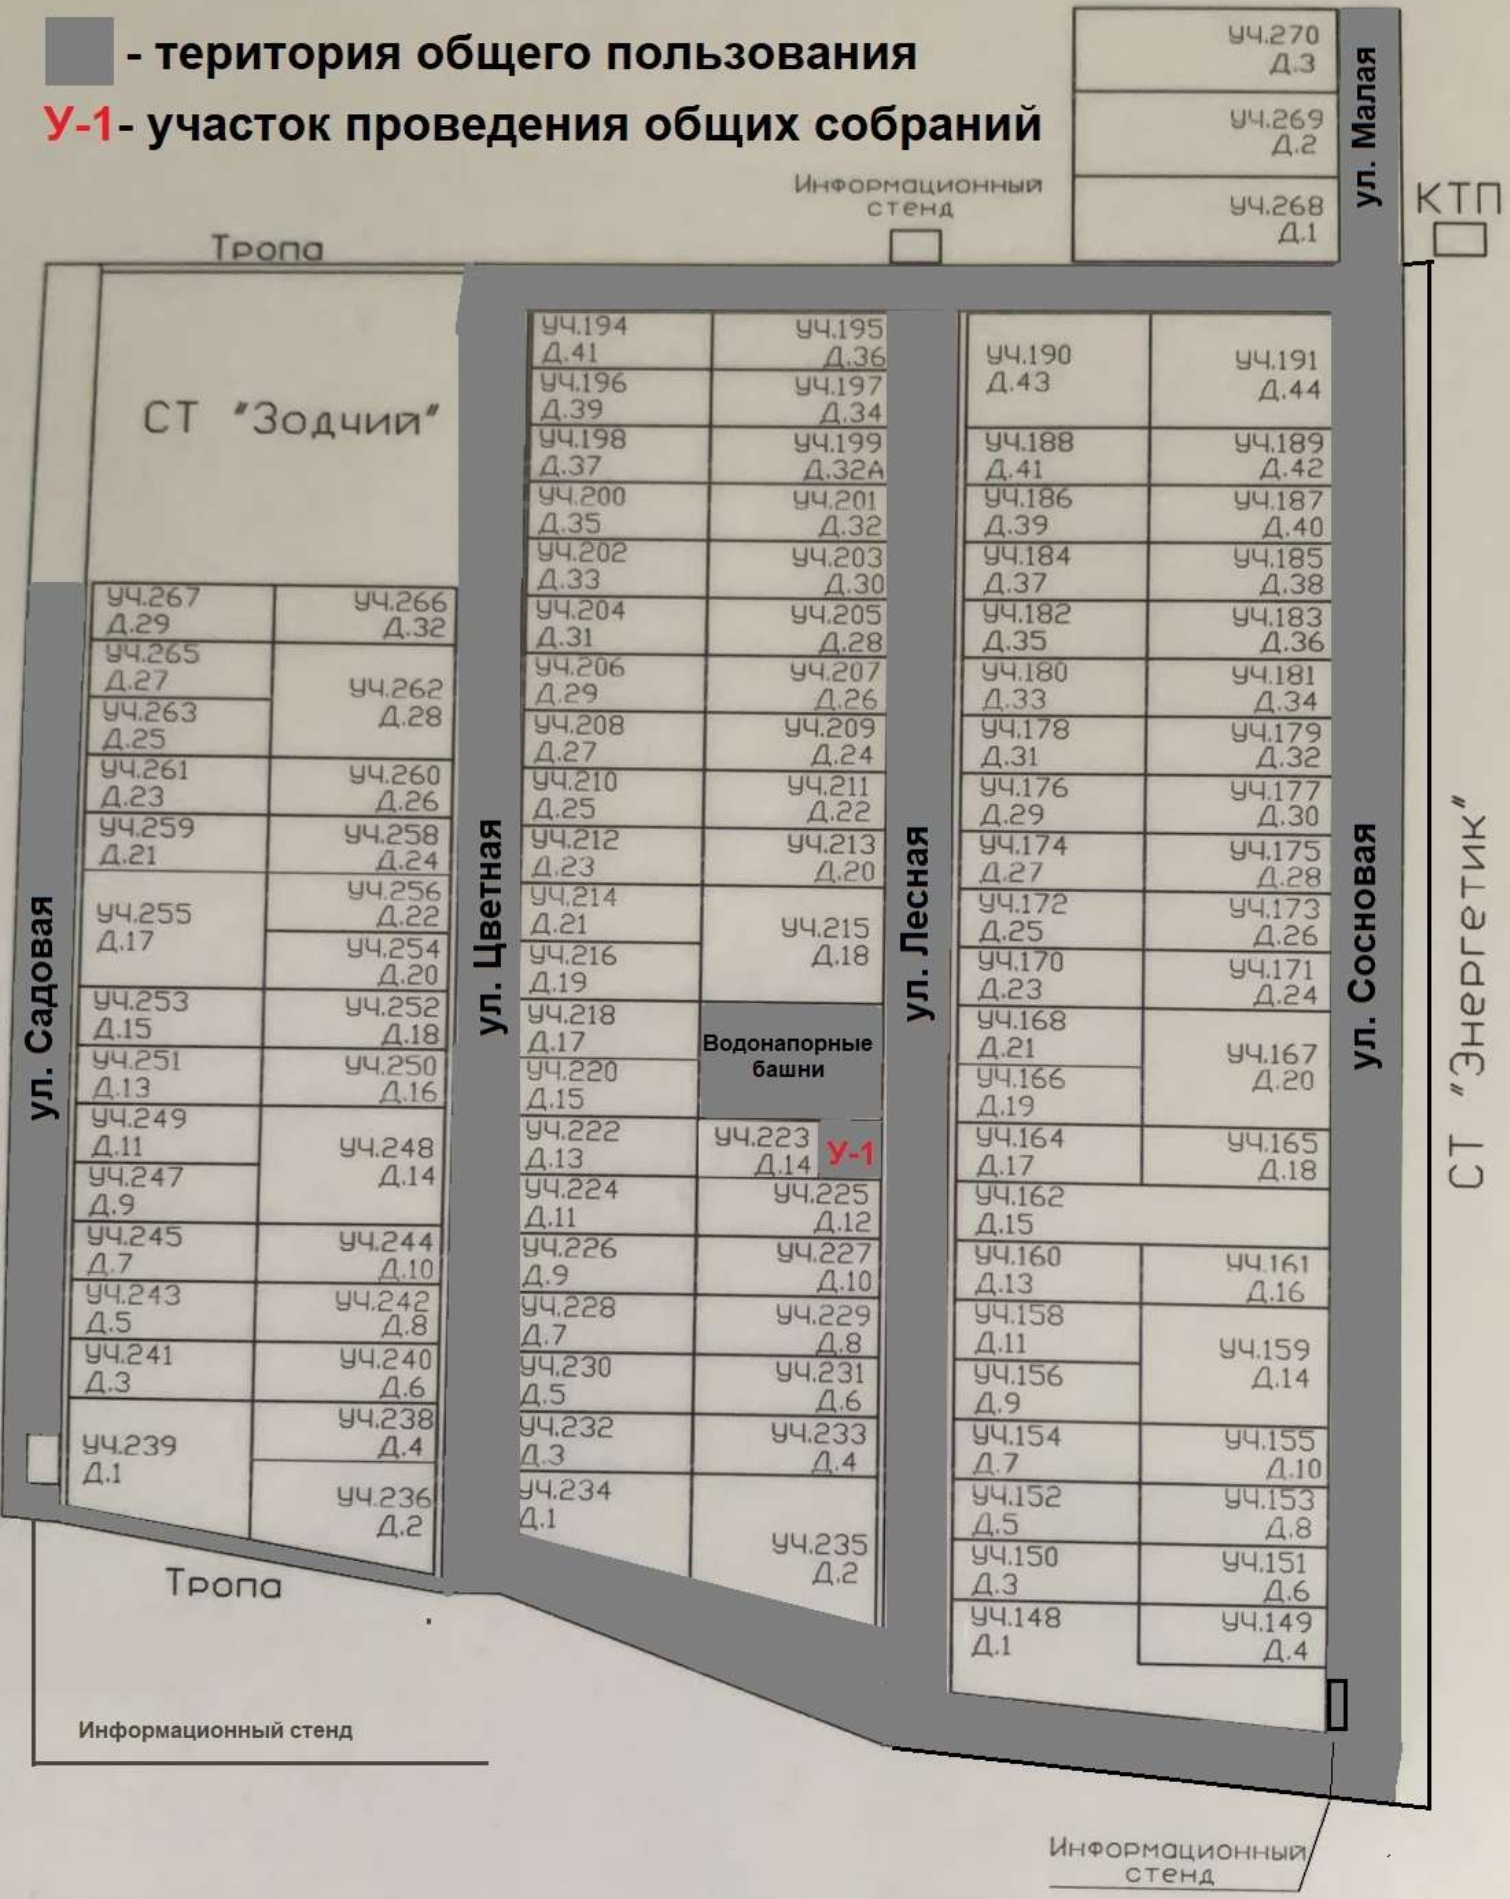 - територия общего пользования
У-1- участок проведения общих собраний
УЧ.270
Д.3
УЧ.269
Д.2
УЧ.268
Д.1
ул. Малая
КТП
Информационный
стенд
Тропа
СТ "Зодчий"
УЧ.267
Д.29
УЧ.266
Д.32
УЧ.265
Д.27
УЧ.262
Д.28
УЧ.263
Д.25
УЧ.261
Д.23
УЧ.260
Д.26
УЧ.259
Д.21
УЧ.258
Д.24
УЧ.255
Д.17
УЧ.256
Д.22
УЧ.254
Д.20
УЧ.253
Д.15
УЧ.252
Д.18
УЧ.251
Д.13
УЧ.250
Д.16
УЧ.249
Д.11
УЧ.248
Д.14
УЧ.247
Д.9
УЧ.245
Д.7
УЧ.244
Д.10
УЧ.243
Д.5
УЧ.242
Д.8
УЧ.241
Д.3
УЧ.240
Д.6
УЧ.239
Д.1
УЧ.238
Д.4
УЧ.236
Д.2
ул. Садовая
ул. Цветная
УЧ.194
Д.41
УЧ.195
Д.36
УЧ.196
Д.39
УЧ.197
Д.34
УЧ.198
Д.37
УЧ.199
Д.32А
УЧ.200
Д.35
УЧ.201
Д.32
УЧ.202
Д.33
УЧ.203
Д.30
УЧ.204
Д.31
УЧ.205
Д.28
УЧ.206
Д.29
УЧ.207
Д.26
УЧ.208
Д.27
УЧ.209
Д.24
УЧ.210
Д.25
УЧ.211
Д.22
УЧ.212
Д.23
УЧ.213
Д.20
УЧ.214
Д.21
УЧ.215
Д.18
УЧ.216
Д.19
УЧ.218
Д.17
Водонапорные
башни
УЧ.220
Д.15
УЧ.222
Д.13
УЧ.223
Д.14
У-1
УЧ.224
Д.11
УЧ.225
Д.12
УЧ.226
Д.9
УЧ.227
Д.10
УЧ.228
Д.7
УЧ.229
Д.8
УЧ.230
Д.5
УЧ.231
Д.6
УЧ.232
Д.3
УЧ.233
Д.4
УЧ.234
Д.1
УЧ.235
Д.2
ул. Лесная
УЧ.190
Д.43
УЧ.191
Д.44
УЧ.188
Д.41
УЧ.189
Д.42
УЧ.186
Д.39
УЧ.187
Д.40
УЧ.184
Д.37
УЧ.185
Д.38
УЧ.182
Д.35
УЧ.183
Д.36
УЧ.180
Д.33
УЧ.181
Д.34
УЧ.178
Д.31
УЧ.179
Д.32
УЧ.176
Д.29
УЧ.177
Д.30
УЧ.174
Д.27
УЧ.175
Д.28
УЧ.172
Д.25
УЧ.173
Д.26
УЧ.170
Д.23
УЧ.171
Д.24
УЧ.168
Д.21
УЧ.167
Д.20
УЧ.166
Д.19
УЧ.164
Д.17
УЧ.165
Д.18
УЧ.162
Д.15
УЧ.160
Д.13
УЧ.161
Д.16
УЧ.158
Д.11
УЧ.159
Д.14
УЧ.156
Д.9
УЧ.154
Д.7
УЧ.155
Д.10
УЧ.152
Д.5
УЧ.153
Д.8
УЧ.150
Д.3
УЧ.151
Д.6
УЧ.148
Д.1
УЧ.149
Д.4
ул. Сосновая
СТ "Энергетик"
Тропа
Информационный стенд
Информационный
стенд